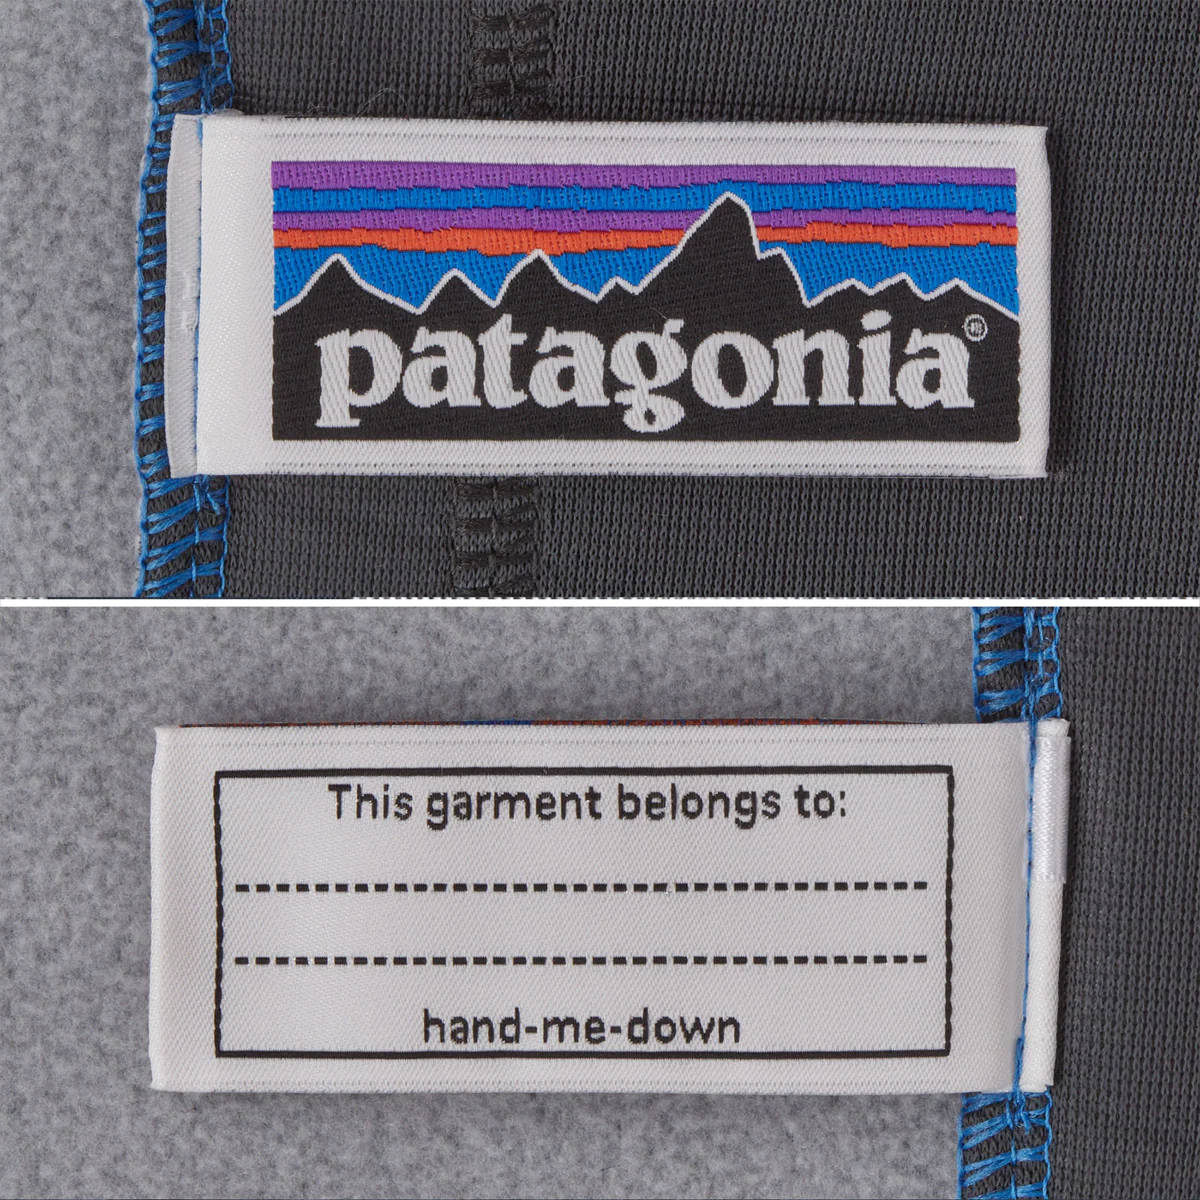 patagonia®
This garment belongs to:
hand-me-down